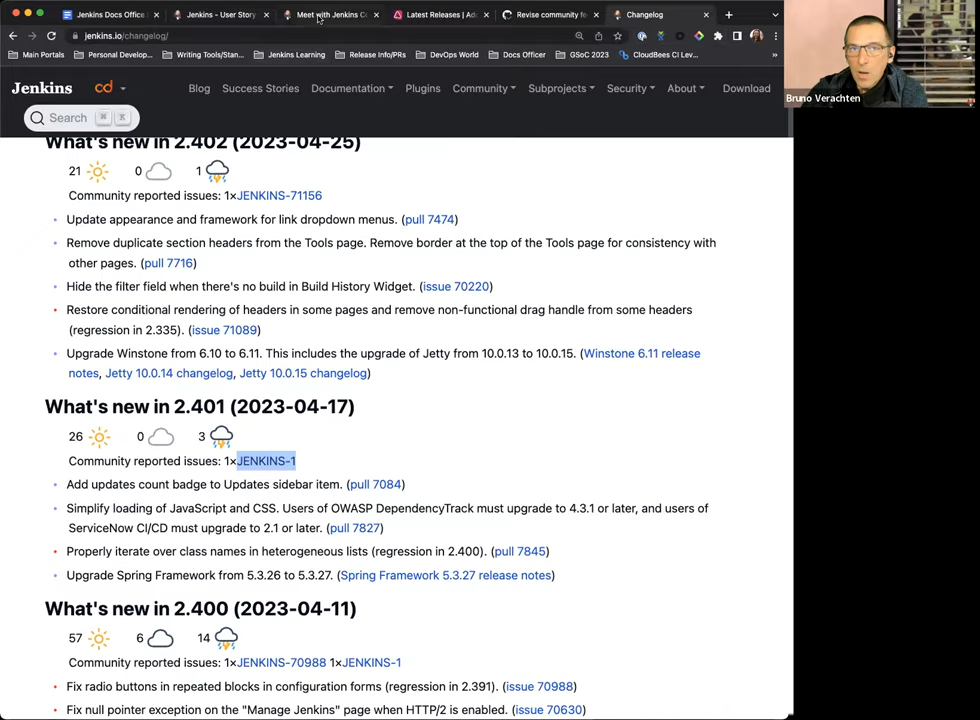 Jenkins Docs Office
Jenkins - User Story
Meet with Jenkins C
Latest Releases | Ad
Revise community fe
Changelog
jenkins.io/changelog/
Main Portals
Personal Develop...
Writing Tools/Stan...
Jenkins Learning
Release Info/PRs
DevOps World
Docs Officer
GSoC 2023
CloudBees CI Lev...
Bruno Verachten
Jenkins
cd
Blog
Success Stories
Documentation
Plugins
Community
Subprojects
Security
About
Download
Search
⌘ K
What's new in 2.402 (2023-04-25)
21 0 1
Community reported issues: 1×JENKINS-71156
Update appearance and framework for link dropdown menus. (pull 7474)
Remove duplicate section headers from the Tools page. Remove border at the top of the Tools page for consistency with
other pages. (pull 7716)
Hide the filter field when there's no build in Build History Widget. (issue 70220)
Restore conditional rendering of headers in some pages and remove non-functional drag handle from some headers
(regression in 2.335). (issue 71089)
Upgrade Winstone from 6.10 to 6.11. This includes the upgrade of Jetty from 10.0.13 to 10.0.15. (Winstone 6.11 release
notes, Jetty 10.0.14 changelog, Jetty 10.0.15 changelog)
What's new in 2.401 (2023-04-17)
26 0 3
Community reported issues: 1×JENKINS-1
Add updates count badge to Updates sidebar item. (pull 7084)
Simplify loading of JavaScript and CSS. Users of OWASP DependencyTrack must upgrade to 4.3.1 or later, and users of
ServiceNow CI/CD must upgrade to 2.1 or later. (pull 7827)
Properly iterate over class names in heterogeneous lists (regression in 2.400). (pull 7845)
Upgrade Spring Framework from 5.3.26 to 5.3.27. (Spring Framework 5.3.27 release notes)
What's new in 2.400 (2023-04-11)
57 6 14
Community reported issues: 1×JENKINS-70988 1×JENKINS-1
Fix radio buttons in repeated blocks in configuration forms (regression in 2.391). (issue 70988)
Fix null pointer exception on the "Manage Jenkins" page when HTTP/2 is enabled. (issue 70630)